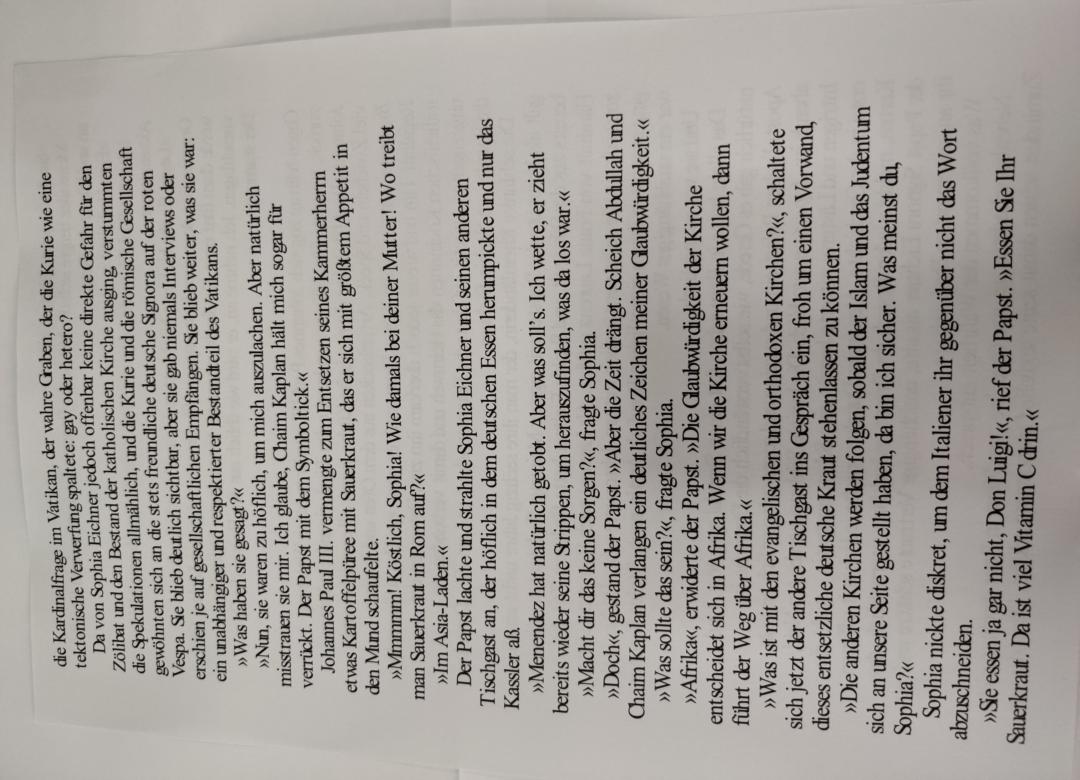 die Kardinalfrage im Vatikan, der wahre Graben, der die Kurie wie eine
tektonische Verwerfung spaltete: gay oder hetero?
Da von Sophia Eichner jedoch offenbar keine direkte Gefahr für den
Zölibat und den Bestand der katholischen Kirche ausging, verstummten
die Spekulationen allmählich, und die Kurie und die römische Gesellschaft
gewöhnten sich an die stets freundliche deutsche Signora auf der roten
Vespa. Sie blieb deutlich sichtbar, aber sie gab niemals Interviews oder
erschien je auf gesellschaftlichen Empfängen. Sie blieb weiter, was sie war:
ein unabhängiger und respektierter Bestandteil des Vatikans.
»Was haben sie gesagt?«
»Nun, sie waren zu höflich, um mich auszulachen. Aber natürlich
misstrauen sie mir. Ich glaube, Chaim Kaplan hält mich sogar für
verrückt. Der Papst mit dem Symboltick.«
Johannes Paul III. vermengte zum Entsetzen seines Kammerherrn
etwas Kartoffelpüree mit Sauerkraut, das er sich mit größtem Appetit in
den Mund schaufelte.
»Mmmmm! Köstlich, Sophia! Wie damals bei deiner Mutter! Wo treibt
man Sauerkraut in Rom auf?«
»Im Asia-Laden.«
Der Papst lachte und strahlte Sophia Eichner und seinen anderen
Tischgast an, der höflich in dem deutschen Essen herumpickte und nur das
Kassler aß.
»Menendez hat natürlich getobt. Aber was soll's. Ich wette, er zieht
bereits wieder seine Strippen, um herauszufinden, was da los war.«
»Macht dir das keine Sorgen?«, fragte Sophia.
»Doch«, gestand der Papst. »Aber die Zeit drängt. Scheich Abdullah und
Chaim Kaplan verlangen ein deutliches Zeichen meiner Glaubwürdigkeit.«
»Was sollte das sein?«, fragte Sophia.
»Afrika«, erwiderte der Papst. »Die Glaubwürdigkeit der Kirche
entscheidet sich in Afrika. Wenn wir die Kirche erneuern wollen, dann
führt der Weg über Afrika.«
»Was ist mit den evangelischen und orthodoxen Kirchen?«, schaltete
sich jetzt der andere Tischgast ins Gespräch ein, froh um einen Vorwand,
dieses entsetzliche deutsche Kraut stehenlassen zu können.
»Die anderen Kirchen werden folgen, sobald der Islam und das Judentum
sich an unsere Seite gestellt haben, da bin ich sicher. Was meinst du,
Sophia?«
Sophia nickte diskret, um dem Italiener ihr gegenüber nicht das Wort
abzuschneiden.
»Sie essen ja gar nicht, Don Luigi!«, rief der Papst. »Essen Sie Ihr
Sauerkraut. Da ist viel Vitamin C drin.«